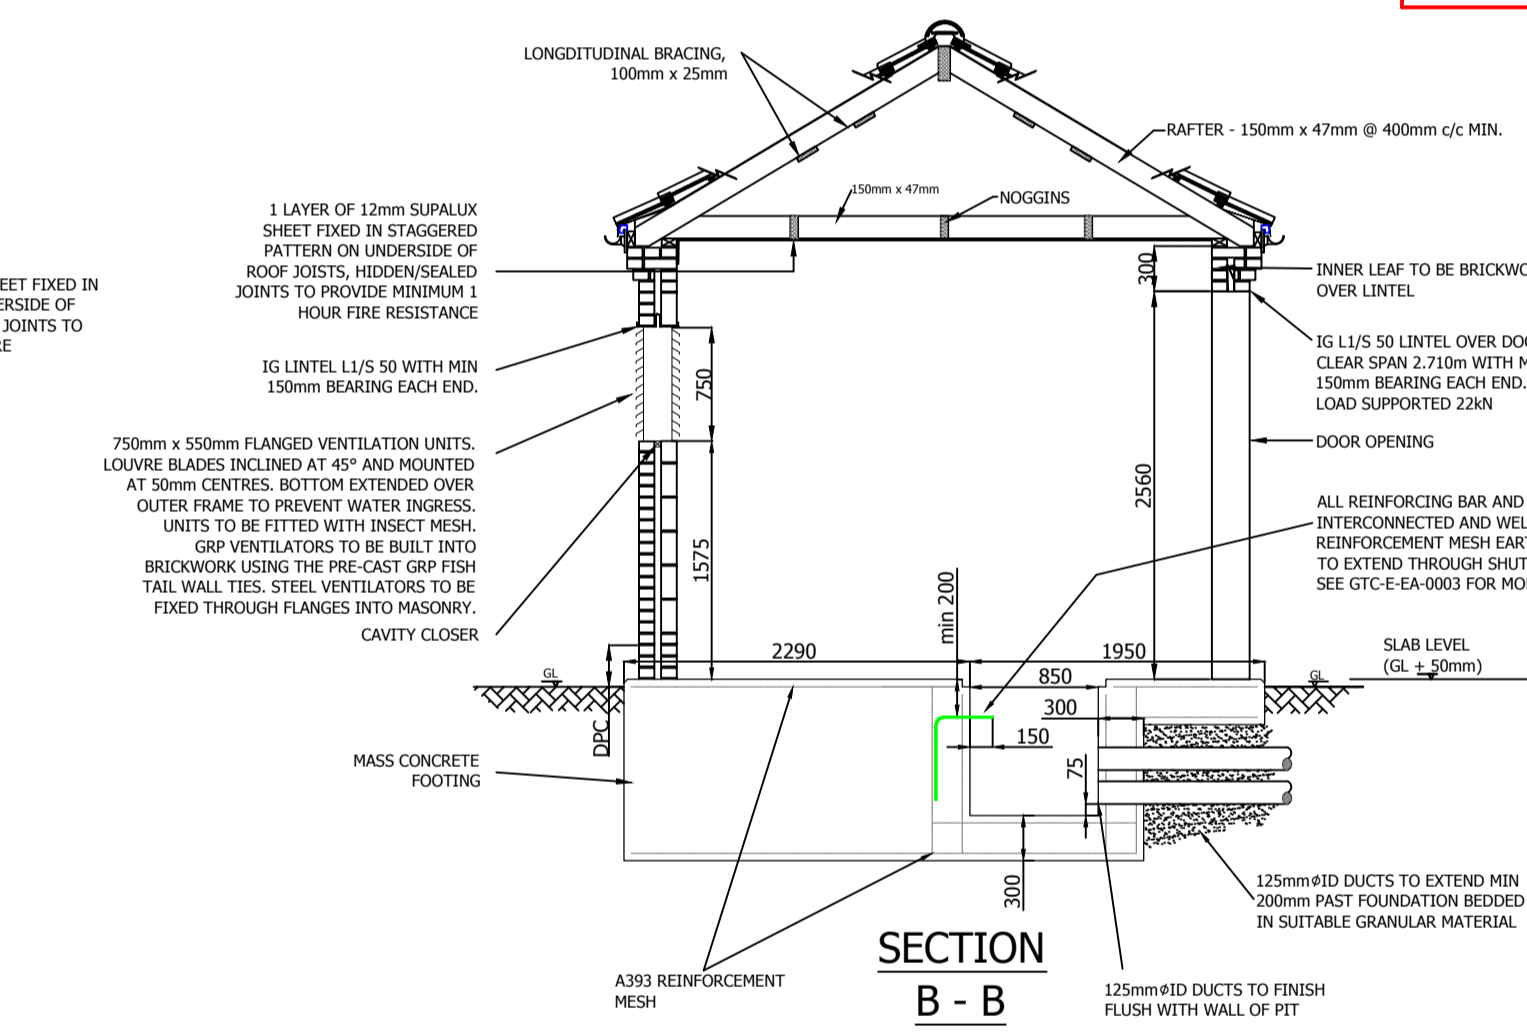 LONGDITUDINAL BRACING,
100mm x 25mm
RAFTER - 150mm x 47mm @ 400mm c/c MIN.
150mm x 47mm
NOGGINS
1 LAYER OF 12mm SUPALUX
SHEET FIXED IN STAGGERED
PATTERN ON UNDERSIDE OF
ROOF JOISTS, HIDDEN/SEALED
JOINTS TO PROVIDE MINIMUM 1
HOUR FIRE RESISTANCE
EET FIXED IN
ERSIDE OF
JOINTS TO
RE
300
INNER LEAF TO BE BRICKWO
OVER LINTEL
IG LINTEL L1/S 50 WITH MIN
150mm BEARING EACH END.
750
IG L1/S 50 LINTEL OVER DOO
CLEAR SPAN 2.710m WITH M
150mm BEARING EACH END.
LOAD SUPPORTED 22kN
DOOR OPENING
750mm x 550mm FLANGED VENTILATION UNITS.
LOUVRE BLADES INCLINED AT 45° AND MOUNTED
AT 50mm CENTRES. BOTTOM EXTENDED OVER
OUTER FRAME TO PREVENT WATER INGRESS.
UNITS TO BE FITTED WITH INSECT MESH.
GRP VENTILATORS TO BE BUILT INTO
BRICKWORK USING THE PRE-CAST GRP FISH
TAIL WALL TIES. STEEL VENTILATORS TO BE
FIXED THROUGH FLANGES INTO MASONRY.
CAVITY CLOSER
1575
2560
ALL REINFORCING BAR AND
INTERCONNECTED AND WEL
REINFORCEMENT MESH EART
TO EXTEND THROUGH SHUT
SEE GTC-E-EA-0003 FOR MO
min 200
2290
1950
850
SLAB LEVEL
(GL + 50mm)
GL
GL
300
150
DPC
75
MASS CONCRETE
FOOTING
300
125mmϕID DUCTS TO EXTEND MIN
200mm PAST FOUNDATION BEDDED
IN SUITABLE GRANULAR MATERIAL
A393 REINFORCEMENT
MESH
SECTION
B - B
125mmϕID DUCTS TO FINISH
FLUSH WITH WALL OF PIT